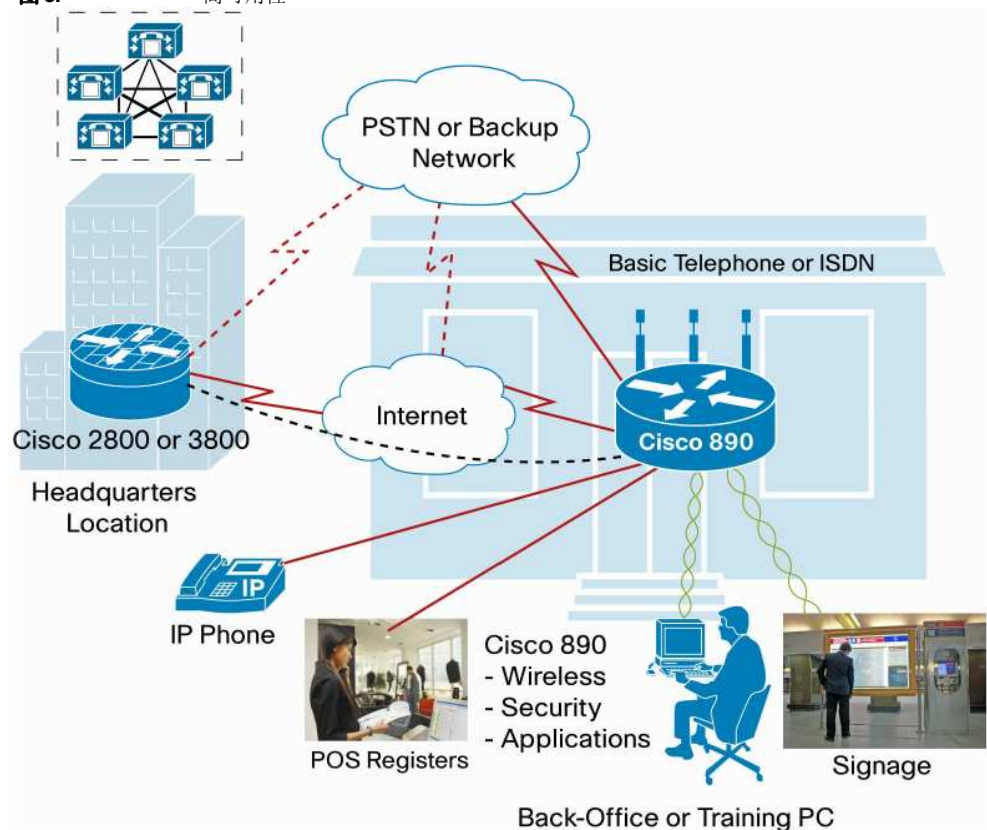 PSTN or Backup
Network
Basic Telephone or ISDN
Internet
Cisco 890
Cisco 2800 or 3800
Headquarters
Location
IP
IP Phone
Cisco 890
- Wireless
- Security
- Applications
POS Registers
Signage
Back-Office or Training PC